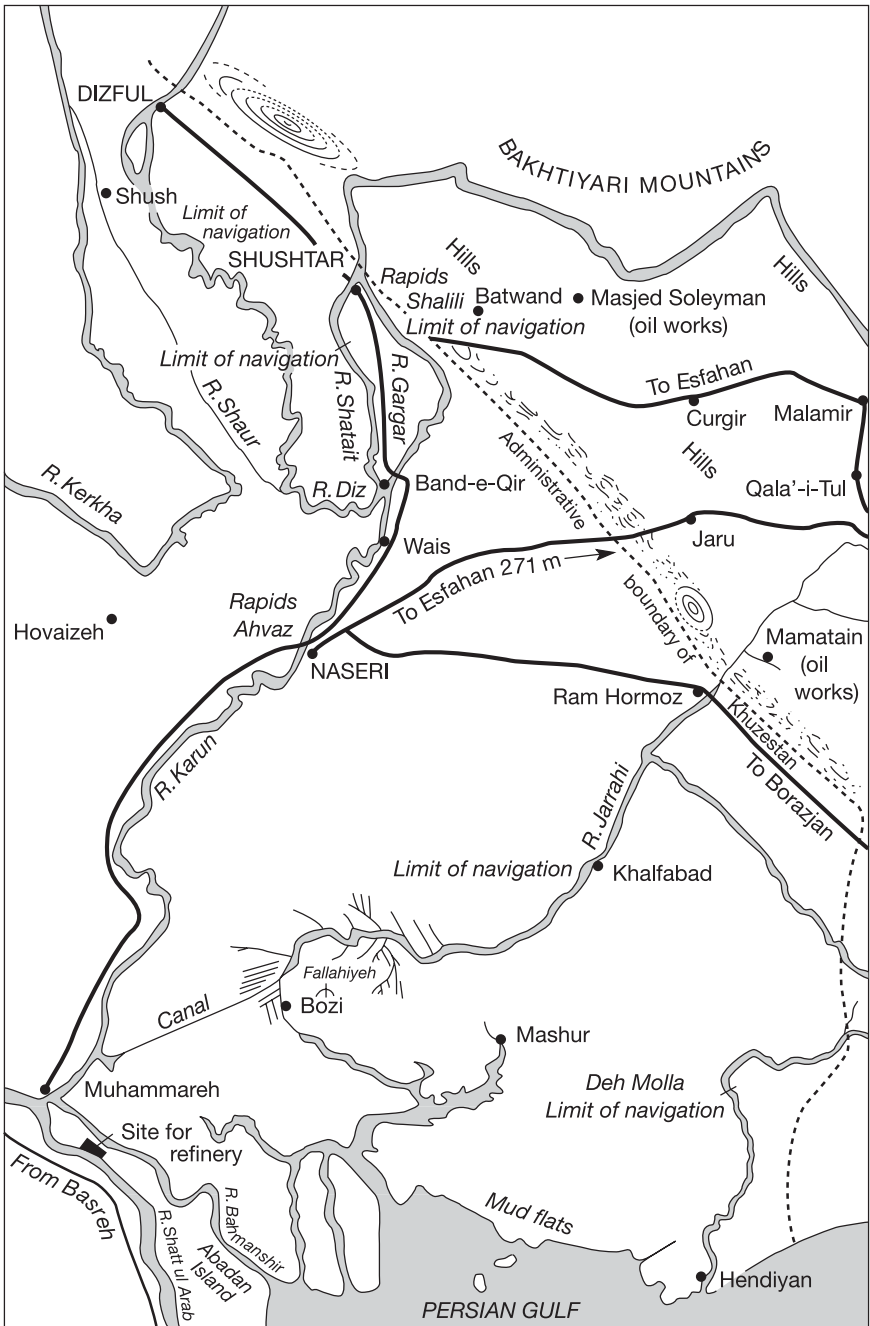 DIZFUL
BAKHTIYARI MOUNTAINS
Shush
Limit of
navigation
SHUSHTAR
Hills
Hills
Rapids
Shalili
Batwand
Masjed Soleyman
(oil works)
Limit of navigation
Limit of navigation
R. Shaur
R. Shatait
R. Gargar
To Esfahan
Curgir
Malamir
Hills
Administrative
boundary of
Khuzestan
R. Kerkha
R. Diz
Band-e-Qir
Qala'-i-Tul
Wais
Jaru
To Esfahan 271 m
Rapids
Ahvaz
Hovaizeh
NASERI
Mamatain
(oil
works)
Ram Hormoz
R. Karun
To Borazjan
R. Jarrahi
Limit of navigation
Khalfabad
Fallahiyeh
Bozi
Canal
Mashur
Deh Molla
Limit of navigation
Muhammareh
Site for
refinery
From Basreh
R. Shatt ul Arab
R. Bahmanshir
Abadan
Island
Mud flats
Hendiyan
PERSIAN GULF